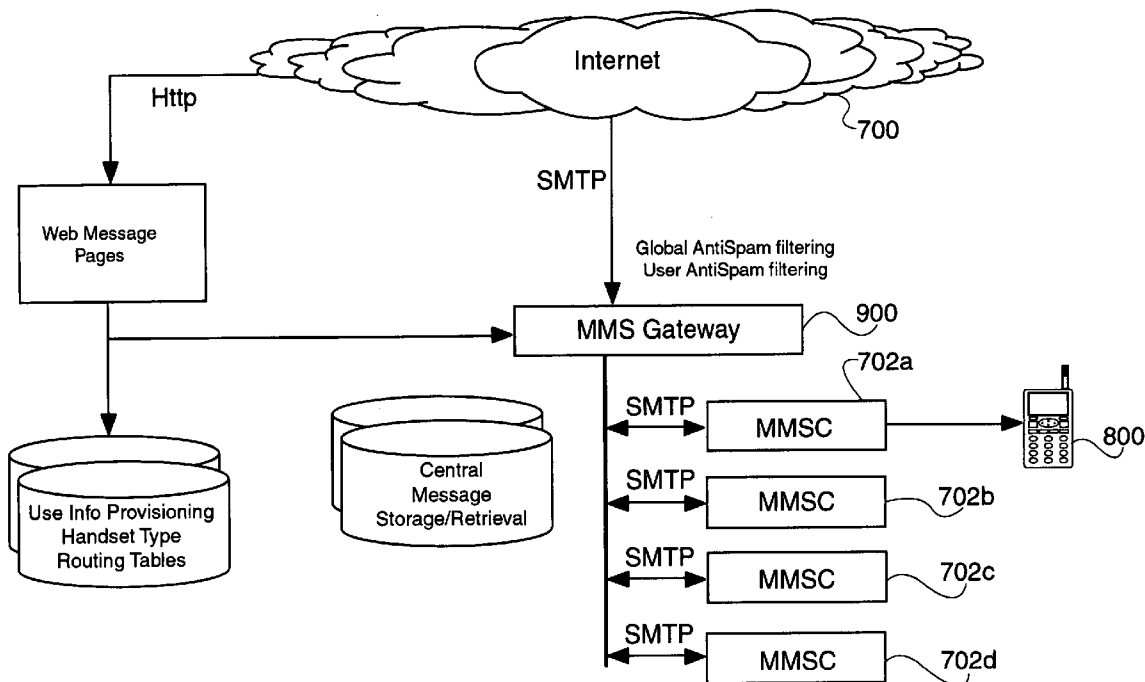 Internet
Http
700
SMTP
Web Message
Pages
Global AntiSpam filtering
User AntiSpam filtering
MMS Gateway
900
702a
SMTP
MMSC
800
Central
Message
Storage/Retrieval
Use Info Provisioning
Handset Type
Routing Tables
SMTP
MMSC
702b
SMTP
MMSC
702c
SMTP
MMSC
702d